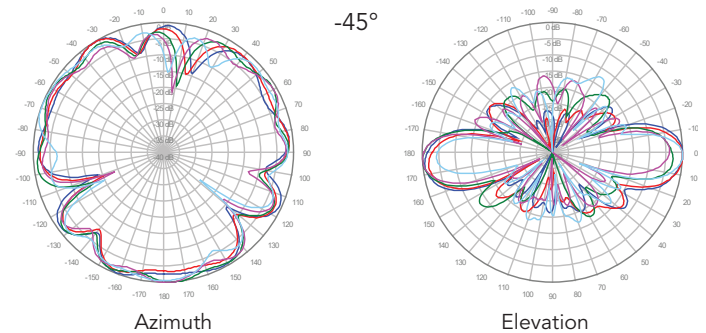 -45°
-20 -10 0 10 20
-30 30
-40 40
-50 50
-60 60
-70 70
-80 80
-90 90
-100 100
-110 110
-120 120
-130 130
-140 140
-150 150
-160 -170 180 170 160
-5 dB
-10 dB
-15 dB
-20 dB
-25 dB
-30 dB
-35 dB
-40 dB
Azimuth
-110 -100 -90 -80 -70
-120 -60
-130 -50
-140 -40
-150 -30
-160 -20
-170 -10
180 0
170 10
160 20
150 30
140 40
130 50
120 60
110 100 90 80 70
0 dB
-5 dB
-10 dB
-15 dB
Elevation